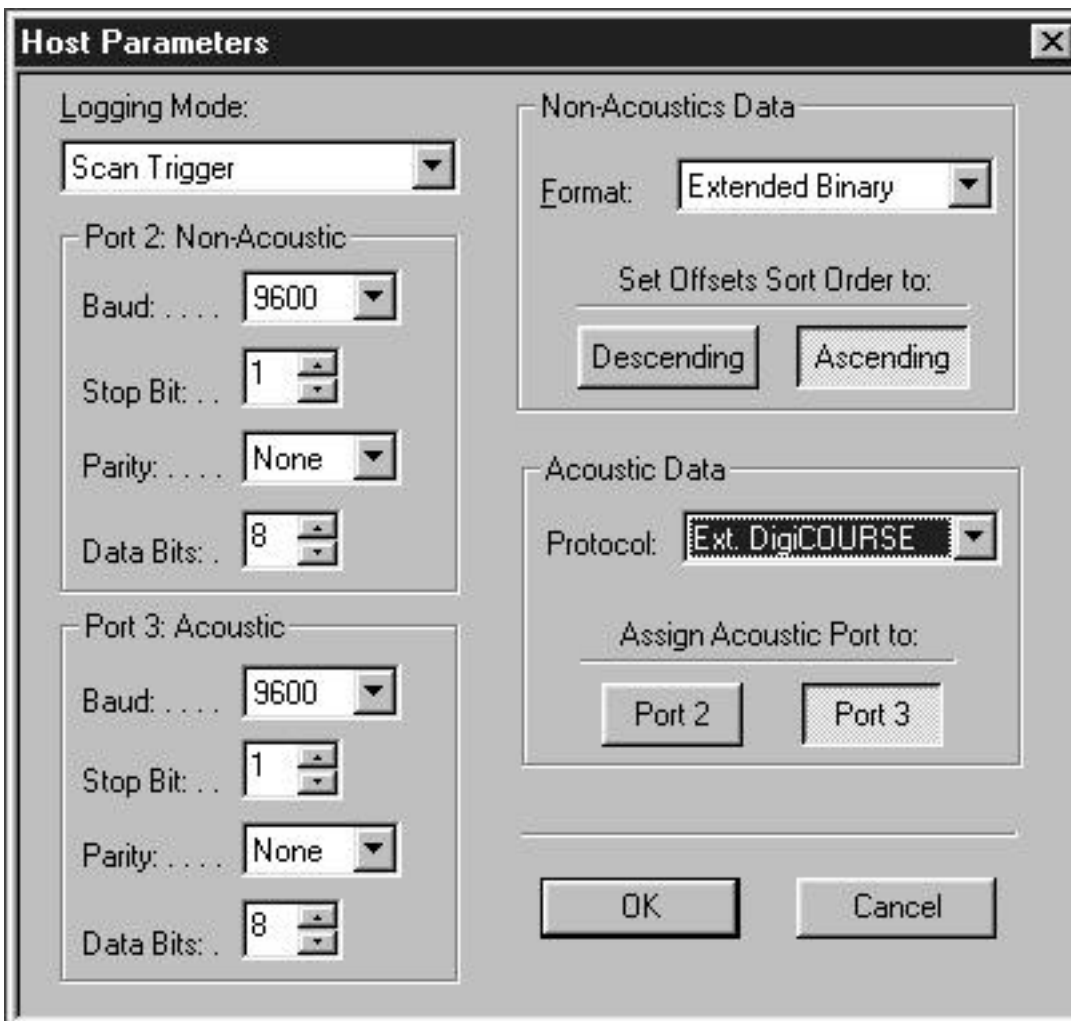 Host Parameters
Logging Mode:
Scan Trigger
Port 2: Non-Acoustic
Baud: . . . .
9600
Stop Bit: . .
1
Parity: . . . .
None
Data Bits: .
8
Port 3: Acoustic
Baud: . . . .
9600
Stop Bit: . .
1
Parity: . . . .
None
Data Bits: .
8
Non-Acoustics Data
Format:
Extended Binary
Set Offsets Sort Order to:
Descending
Ascending
Acoustic Data
Protocol:
Ext. DigiCOURSE
Assign Acoustic Port to:
Port 2
Port 3
OK
Cancel